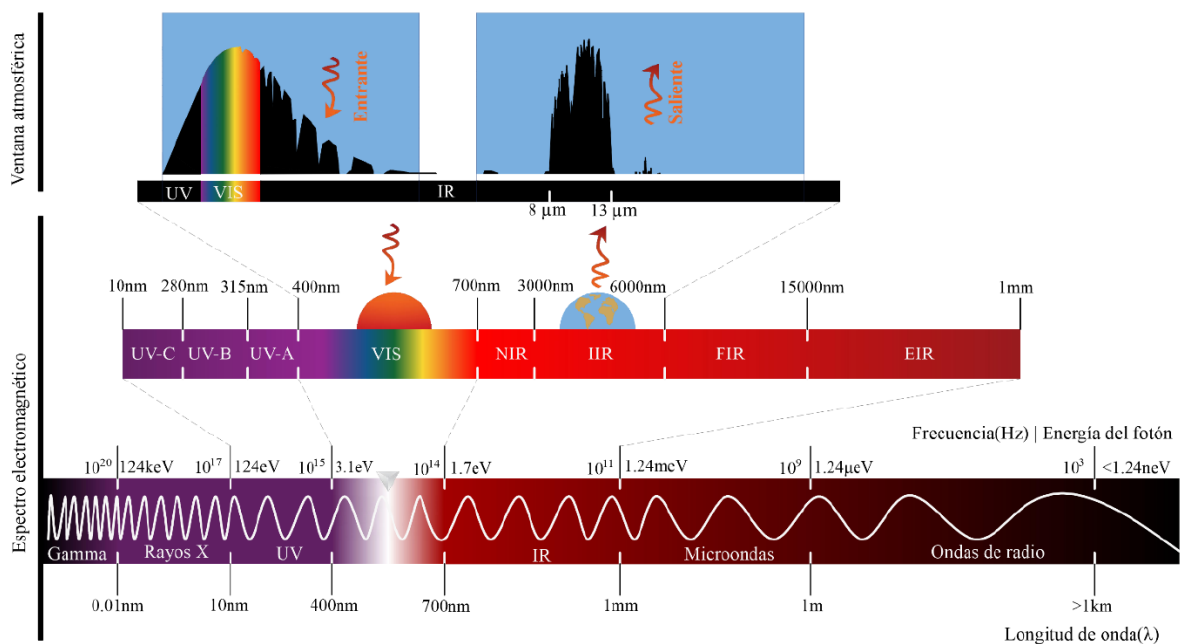 Ventana atmosférica
Entrante
Saliente
UV VIS IR
8 µm 13 µm
Espectro electromagnético
10nm 280nm 315nm 400nm 700nm 3000nm 6000nm 15000nm 1mm
UV-C UV-B UV-A VIS NIR IIR FIR EIR
Frecuencia(Hz) | Energía del fotón
10²⁰ 124keV 10¹⁷ 124eV 10¹⁵ 3.1eV 10¹⁴ 1.7eV 10¹¹ 1.24meV 10⁹ 1.24µeV 10³ <1.24neV
Gamma Rayos X UV IR Microondas Ondas de radio
0.01nm 10nm 400nm 700nm 1mm 1m >1km
Longitud de onda(λ)